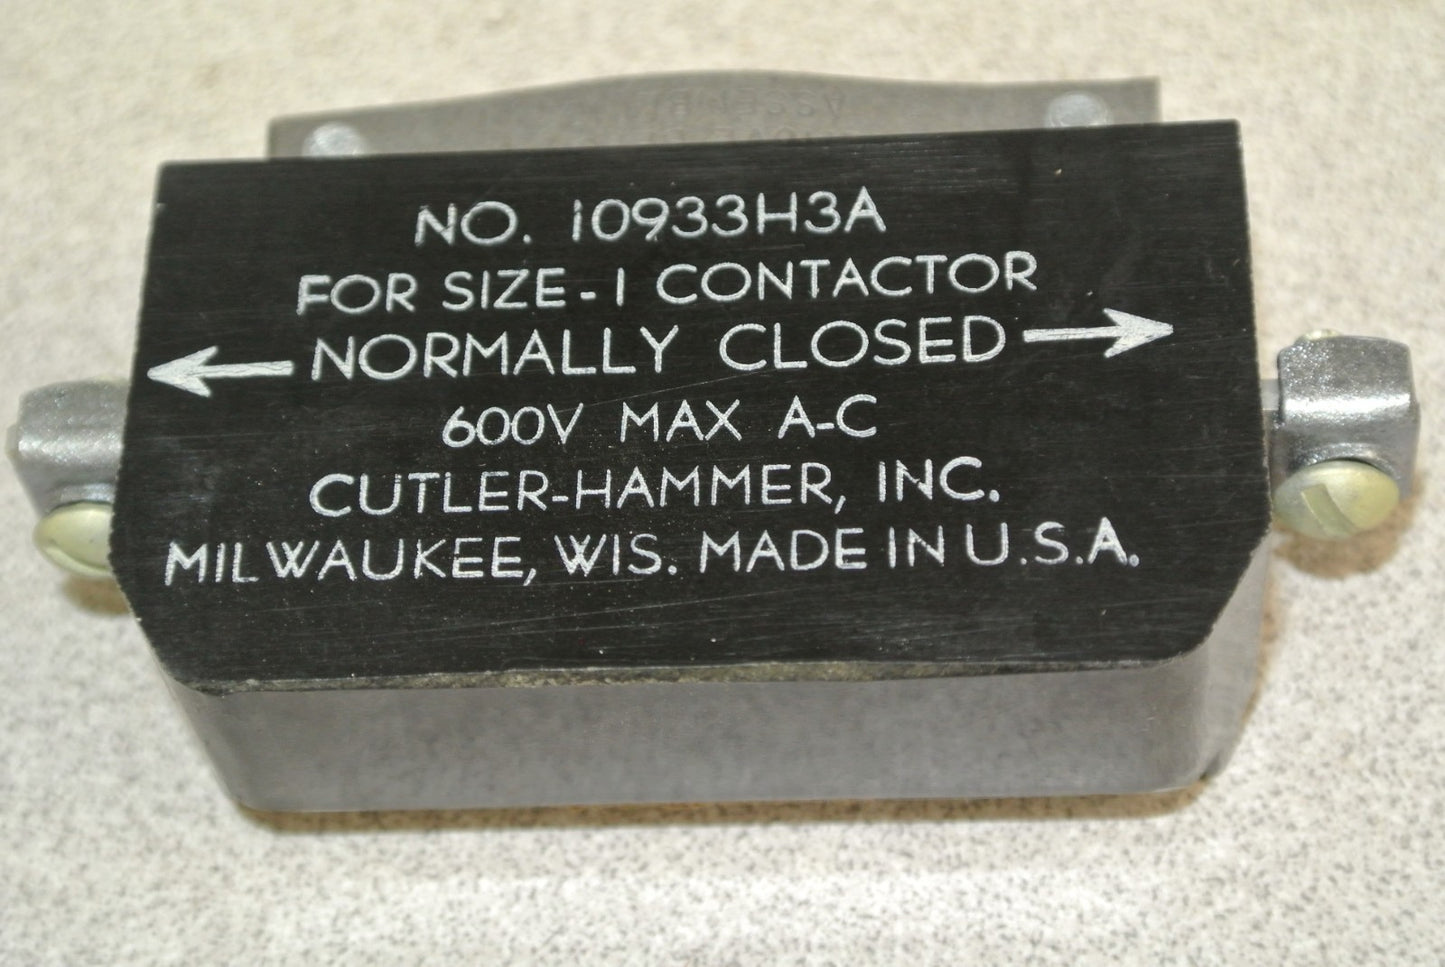 NO. 10933H3A
FOR SIZE-1 CONTACTOR
NORMALLY CLOSED
600V MAX A-C
CUTLER-HAMMER, INC.
MILWAUKEE, WIS. MADE IN U.S.A.